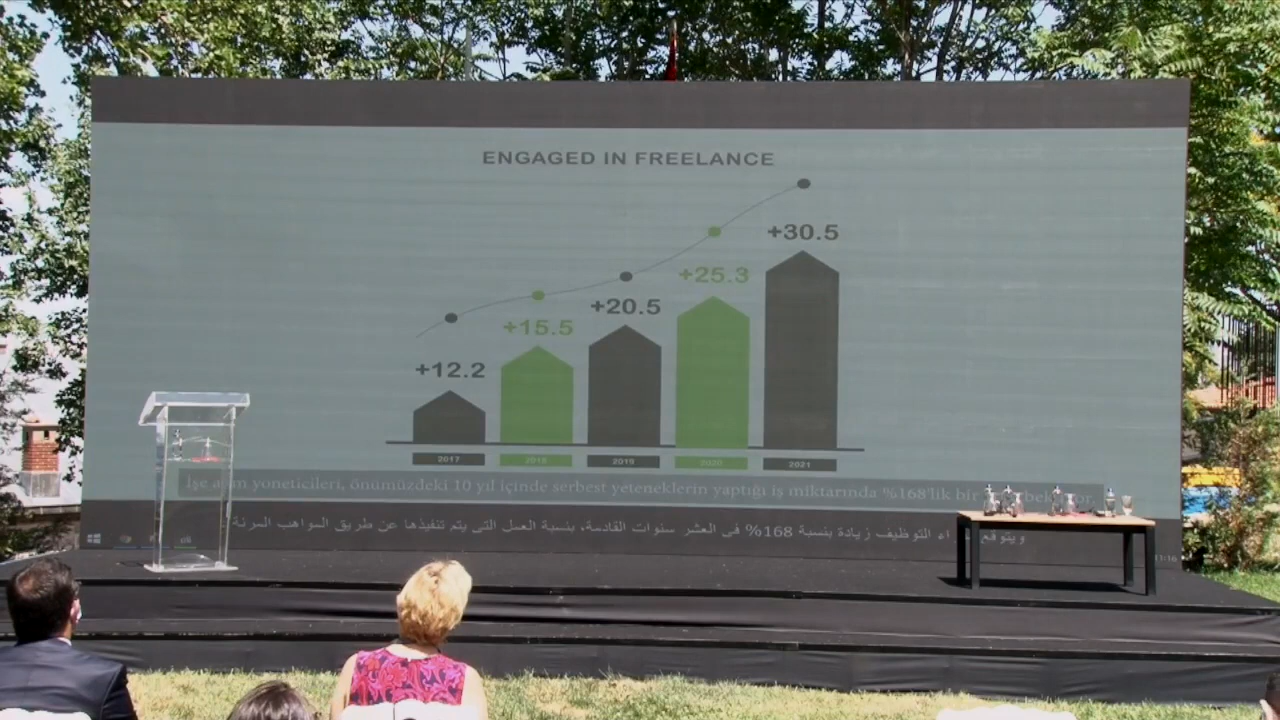 ENGAGED IN FREELANCE
+30.5
+25.3
+20.5
+15.5
+12.2
2017 2018 2019 2020 2021
İşe alım yöneticileri, önümüzdeki 10 yıl içinde serbest yeteneklerin yaptığı iş miktarında %168'lik bir
ويتوقع التوظيف زيادة بنسبة 168% في العشر سنوات القادمة، بنسبة العمل التي يتم تنفيذها عن طريق المواهب المرنة